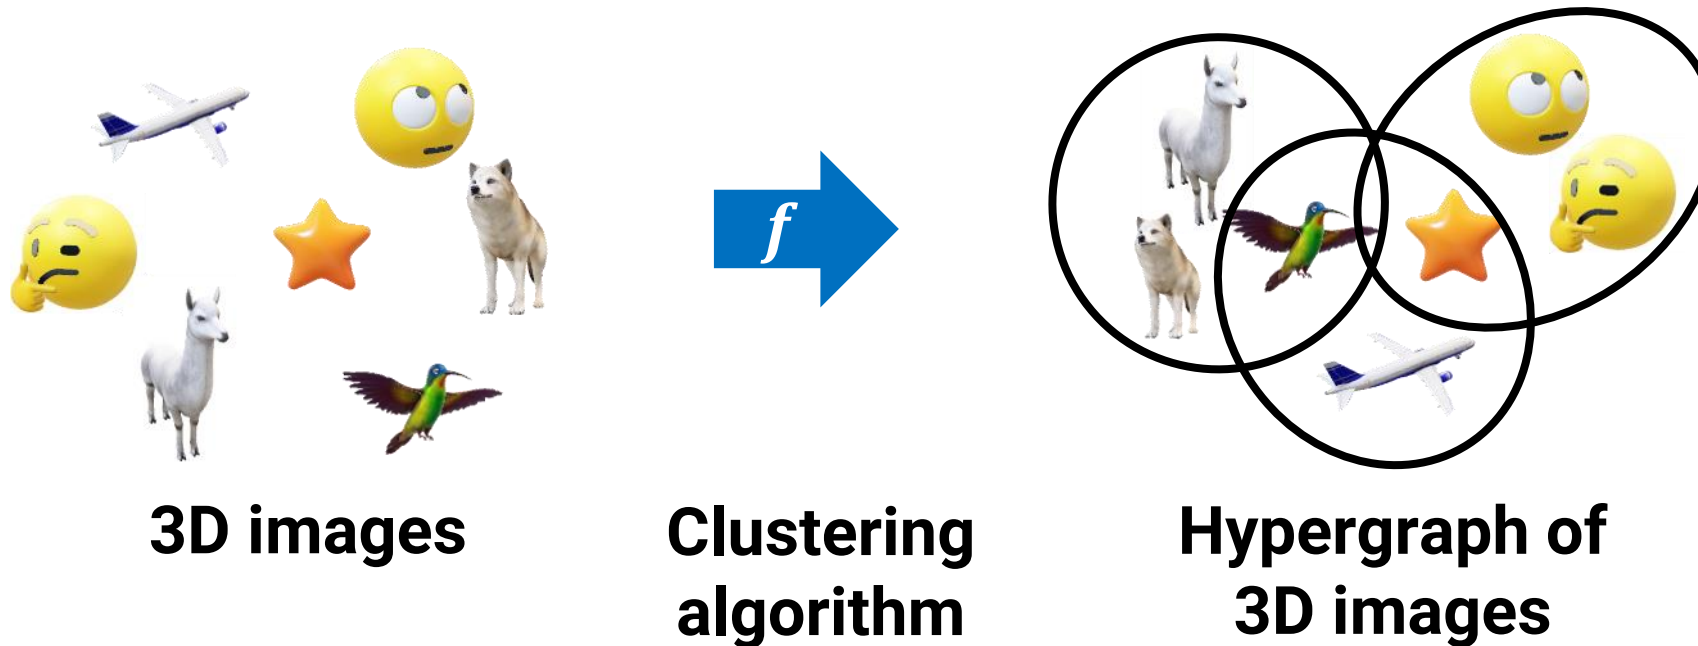 f
3D images
Clustering
algorithm
Hypergraph of
3D images